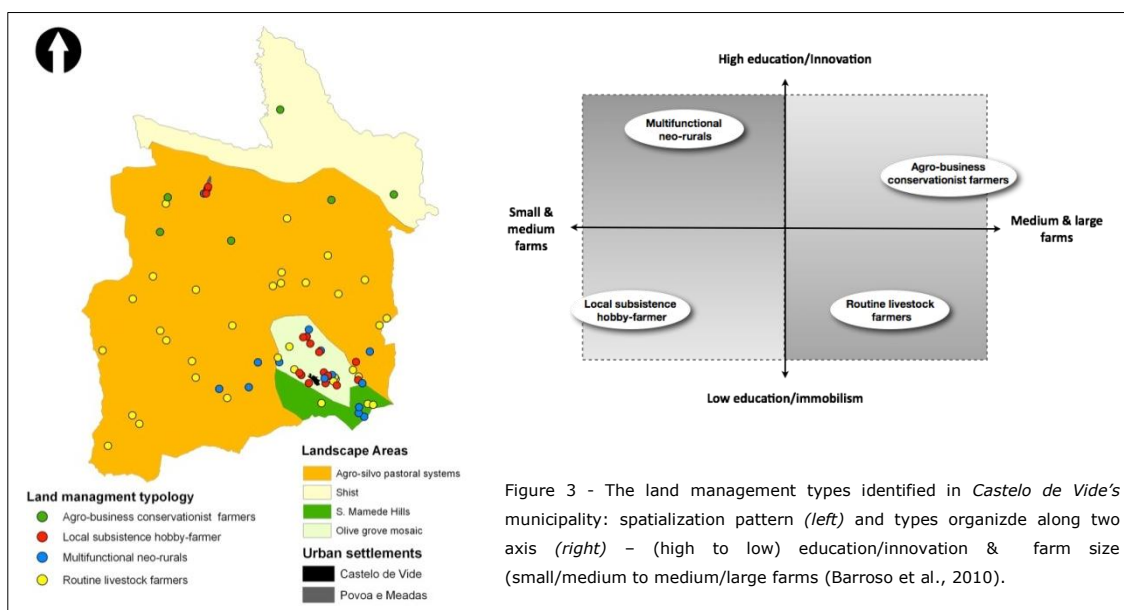 High education/Innovation
Multifunctional
neo-rurals
Agro-business
conservationist farmers
Small &
medium
farms
Medium & large
farms
Local subsistence
hobby-farmer
Routine livestock
farmers
Low education/immobilism
Land managment typology
Agro-business conservationist farmers
Local subsistence hobby-farmer
Multifunctional neo-rurals
Routine livestock farmers
Landscape Areas
Agro-silvo pastoral systems
Shist
S. Mamede Hills
Olive grove mosaic
Urban settlements
Castelo de Vide
Povoa e Meadas
Figure 3 - The land management types identified in Castelo de Vide’s
municipality: spatialization pattern (left) and types organizde along two
axis (right) – (high to low) education/innovation & farm size
(small/medium to medium/large farms (Barroso et al., 2010).